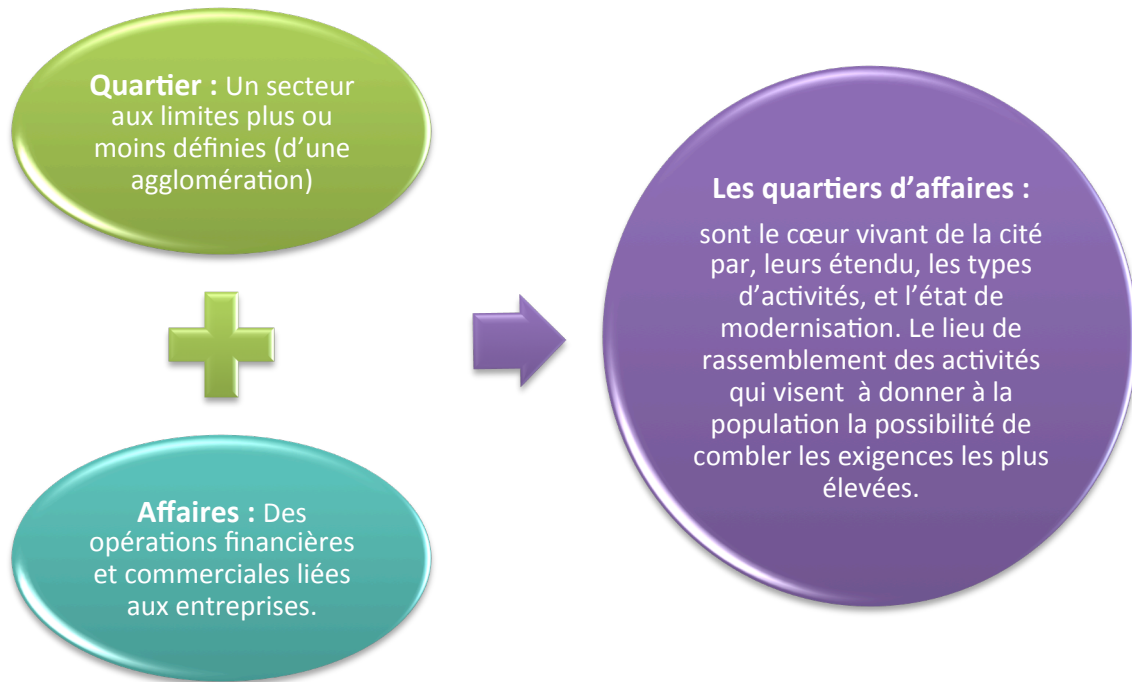 Quartier : Un secteur
aux limites plus ou
moins définies (d’une
agglomération)
Affaires : Des
opérations financières
et commerciales liées
aux entreprises.
Les quartiers d’affaires :
sont le cœur vivant de la cité
par, leurs étendu, les types
d’activités, et l’état de
modernisation. Le lieu de
rassemblement des activités
qui visent à donner à la
population la possibilité de
combler les exigences les plus
élevées.